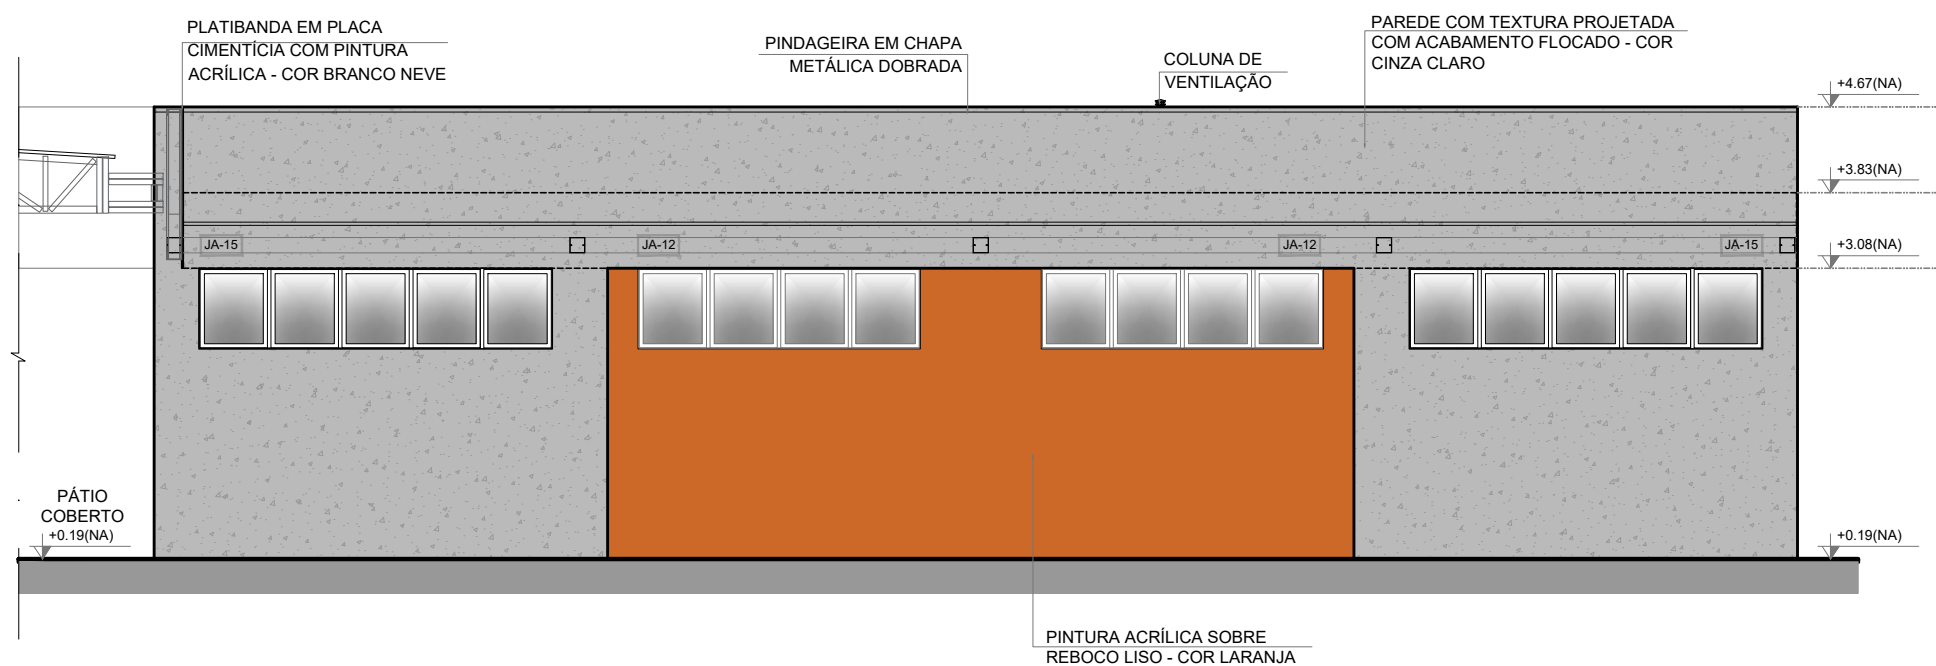 PLATIBANDA EM PLACA
CIMENTÍCIA COM PINTURA
ACRÍLICA - COR BRANCO NEVE
PINDAGEIRA EM CHAPA
METÁLICA DOBRADA
COLUNA DE
VENTILAÇÃO
PAREDE COM TEXTURA PROJETADA
COM ACABAMENTO FLOCADO - COR
CINZA CLARO
+4.67(NA)
+3.83(NA)
+3.08(NA)
JA-15
JA-12
JA-12
JA-15
PÁTIO
COBERTO
+0.19(NA)
+0.19(NA)
PINTURA ACRÍLICA SOBRE
REBOCO LISO - COR LARANJA